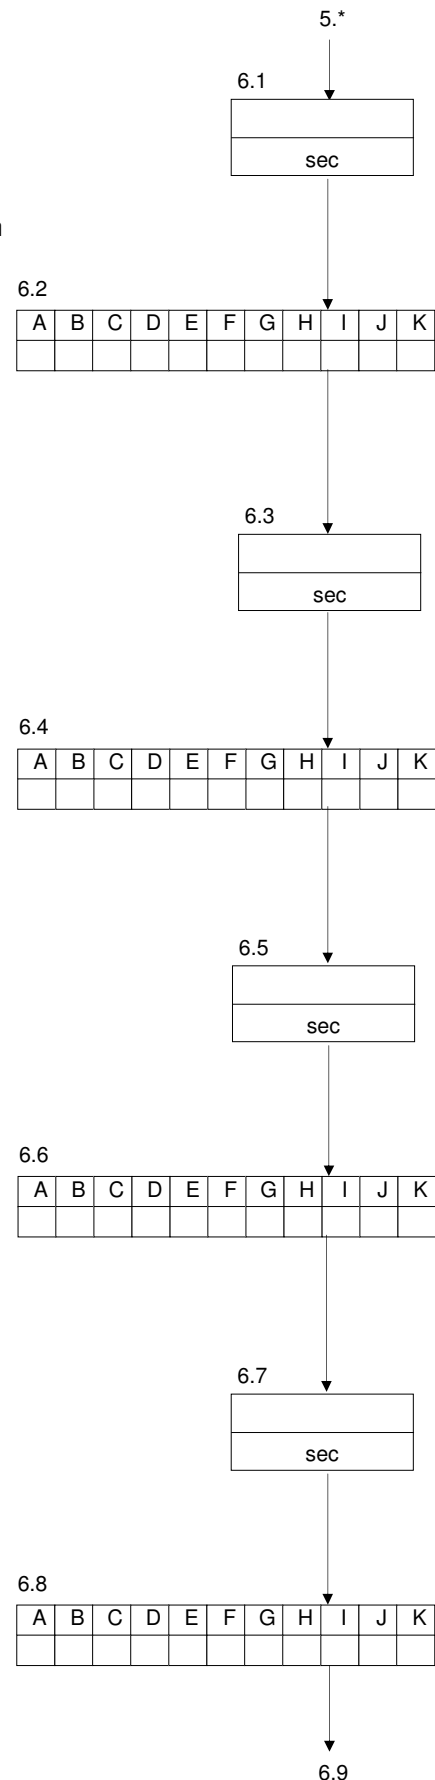 5.*
6.1
sec
6.2
A B C D E F G H I J K
6.3
sec
6.4
A B C D E F G H I J K
6.5
sec
6.6
A B C D E F G H I J K
6.7
sec
6.8
A B C D E F G H I J K
6.9